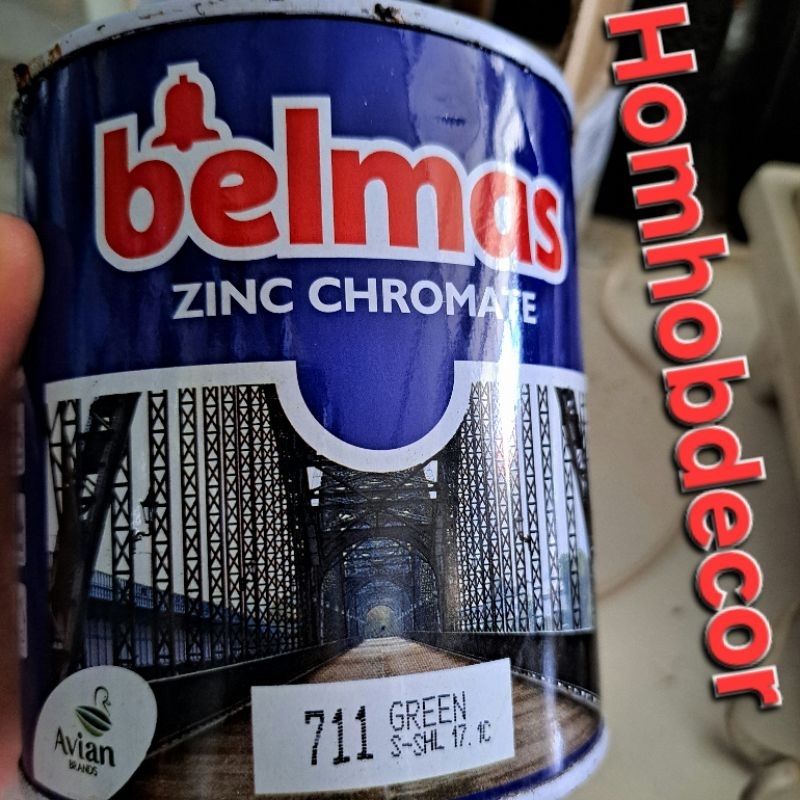 belmas
ZINC CHROMATE
Avian
BRANDS
711 GREEN
S-SHL 17.1C
Homhobdecor